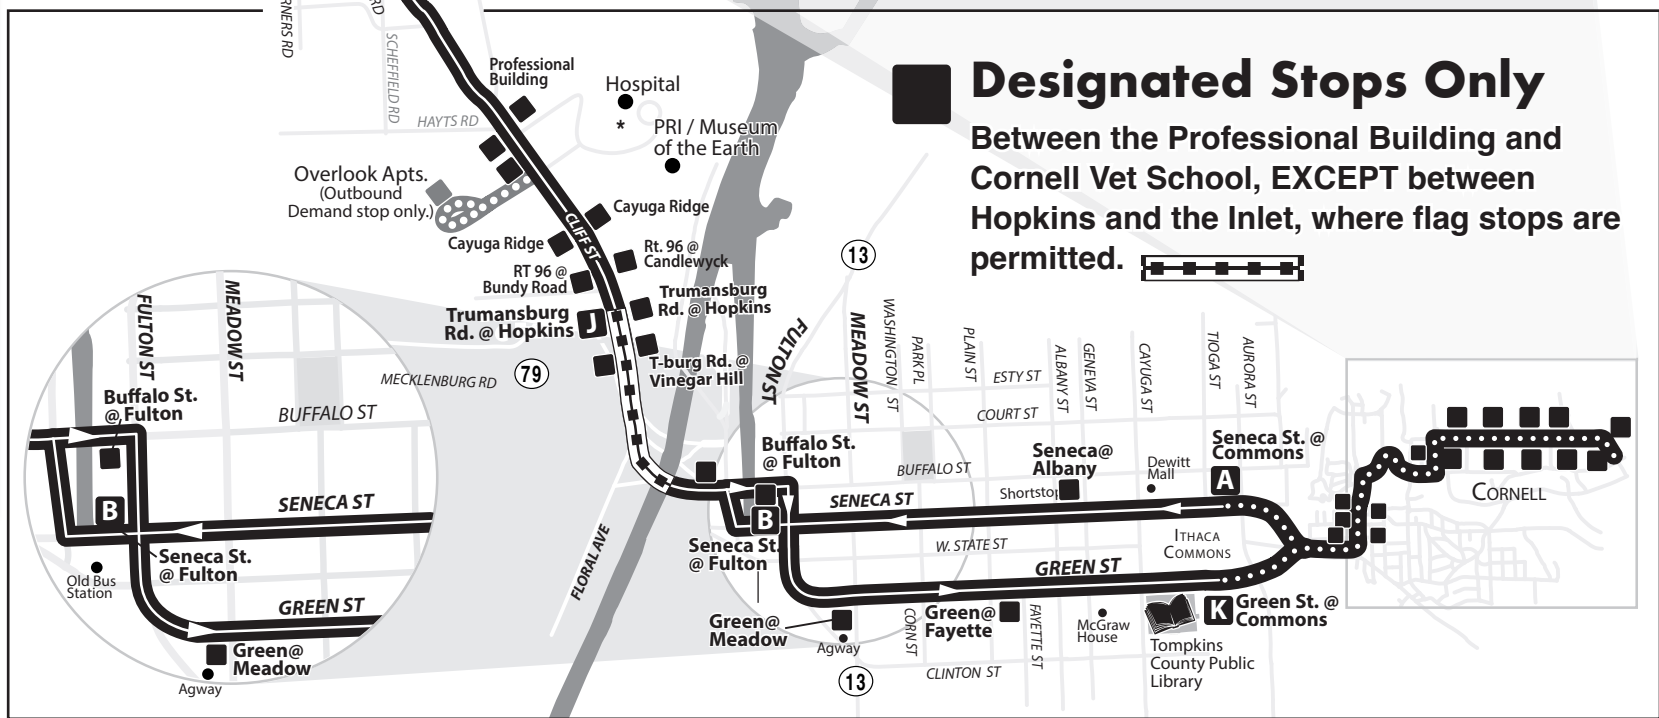 RNERS RD
RD
SCHEFFIELD RD
HAYTS RD
Professional
Building
Hospital
*
PRI / Museum
of the Earth
Overlook Apts.
(Outbound
Demand stop only.)
CLIFF ST
Cayuga Ridge
Cayuga Ridge
Rt. 96 @
Candlewyck
RT 96 @
Bundy Road
Trumansburg
Rd. @ Hopkins
Trumansburg
Rd. @ Hopkins
J
T-burg Rd. @
Vinegar Hill
79
MECKLENBURG RD
Designated Stops Only
Between the Professional Building and
Cornell Vet School, EXCEPT between
Hopkins and the Inlet, where flag stops are
permitted.
13
FULTON ST
MEADOW ST
WASHINGTON ST
PARK PL
PLAIN ST
ALBANY ST
GENEVA ST
CAYUGA ST
TIOGA ST
AURORA ST
ESTY ST
COURT ST
BUFFALO ST
Buffalo St.
@ Fulton
Seneca@
Albany
Shortstop
Dewitt
Mall
Seneca St. @
Commons
A
CORNELL
SENECA ST
B
Seneca St.
@ Fulton
W. STATE ST
ITHACA
COMMONS
GREEN ST
FLORAL AVE
Green@
Meadow
Agway
CORN ST
Green@
Fayette
FAYETTE ST
McGraw
House
Tompkins
County Public
Library
K
Green St. @
Commons
CLINTON ST
13
FULTON ST
MEADOW ST
Buffalo St.
@ Fulton
BUFFALO ST
B
SENECA ST
Seneca St.
@ Fulton
Old Bus
Station
GREEN ST
Green@
Meadow
Agway